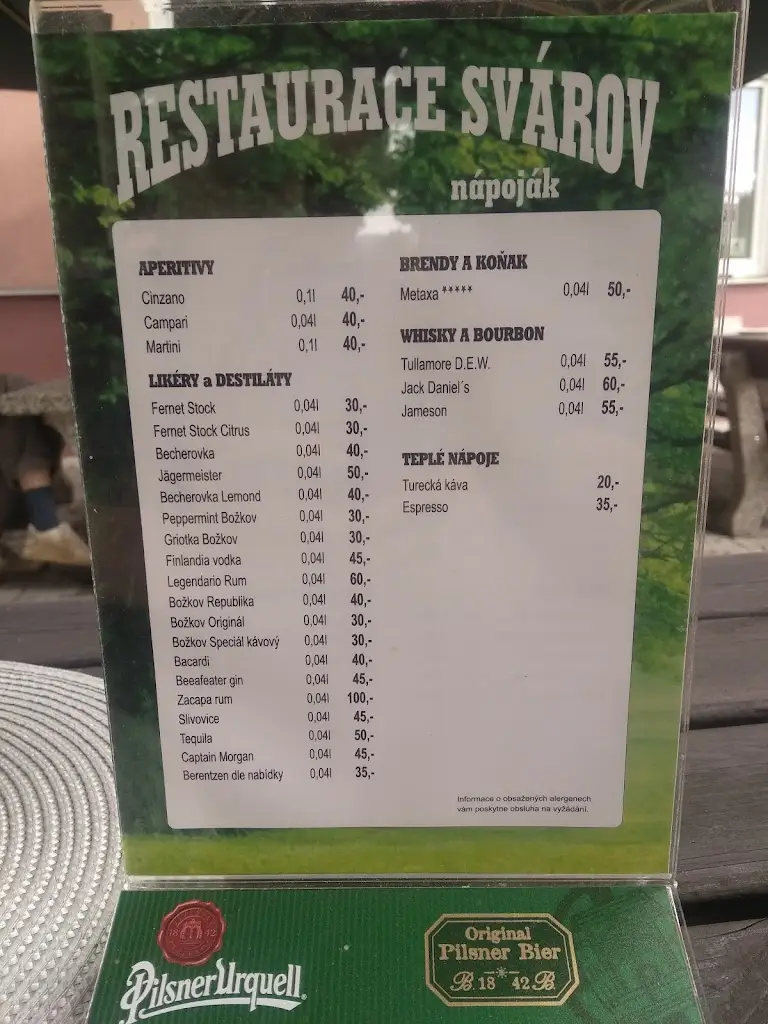 RESTAURACE SVÁROV
nápoják
APERITIVY
Cinzano 0,1l 40,-
Campari 0,04l 40,-
Martini 0,1l 40,-
LIKÉRY a DESTILÁTY
Fernet Stock 0,04l 30,-
Fernet Stock Citrus 0,04l 30,-
Becherovka 0,04l 40,-
Jägermeister 0,04l 50,-
Becherovka Lemond 0,04l 40,-
Peppermint Božkov 0,04l 30,-
Griotka Božkov 0,04l 30,-
Finlandia vodka 0,04l 45,-
Legendario Rum 0,04l 60,-
Božkov Republika 0,04l 40,-
Božkov Originál 0,04l 30,-
Božkov Speciál kávový 0,04l 30,-
Bacardi 0,04l 40,-
Beeafeater gin 0,04l 45,-
Zacapa rum 0,04l 100,-
Slivovice 0,04l 45,-
Tequila 0,04l 50,-
Captain Morgan 0,04l 45,-
Berentzen dle nabídky 0,04l 35,-
BRENDY A KOŇAK
Metaxa ***** 0,04l 50,-
WHISKY A BOURBON
Tullamore D.E.W. 0,04l 55,-
Jack Daniel´s 0,04l 60,-
Jameson 0,04l 55,-
TEPLÉ NÁPOJE
Turecká káva 20,-
Espresso 35,-
Informace o obsažených alergenech
vám poskytne obsluha na vyžádání.
18 42
Pilsner Urquell
Original
Pilsner Bier
B. 18 42 B.